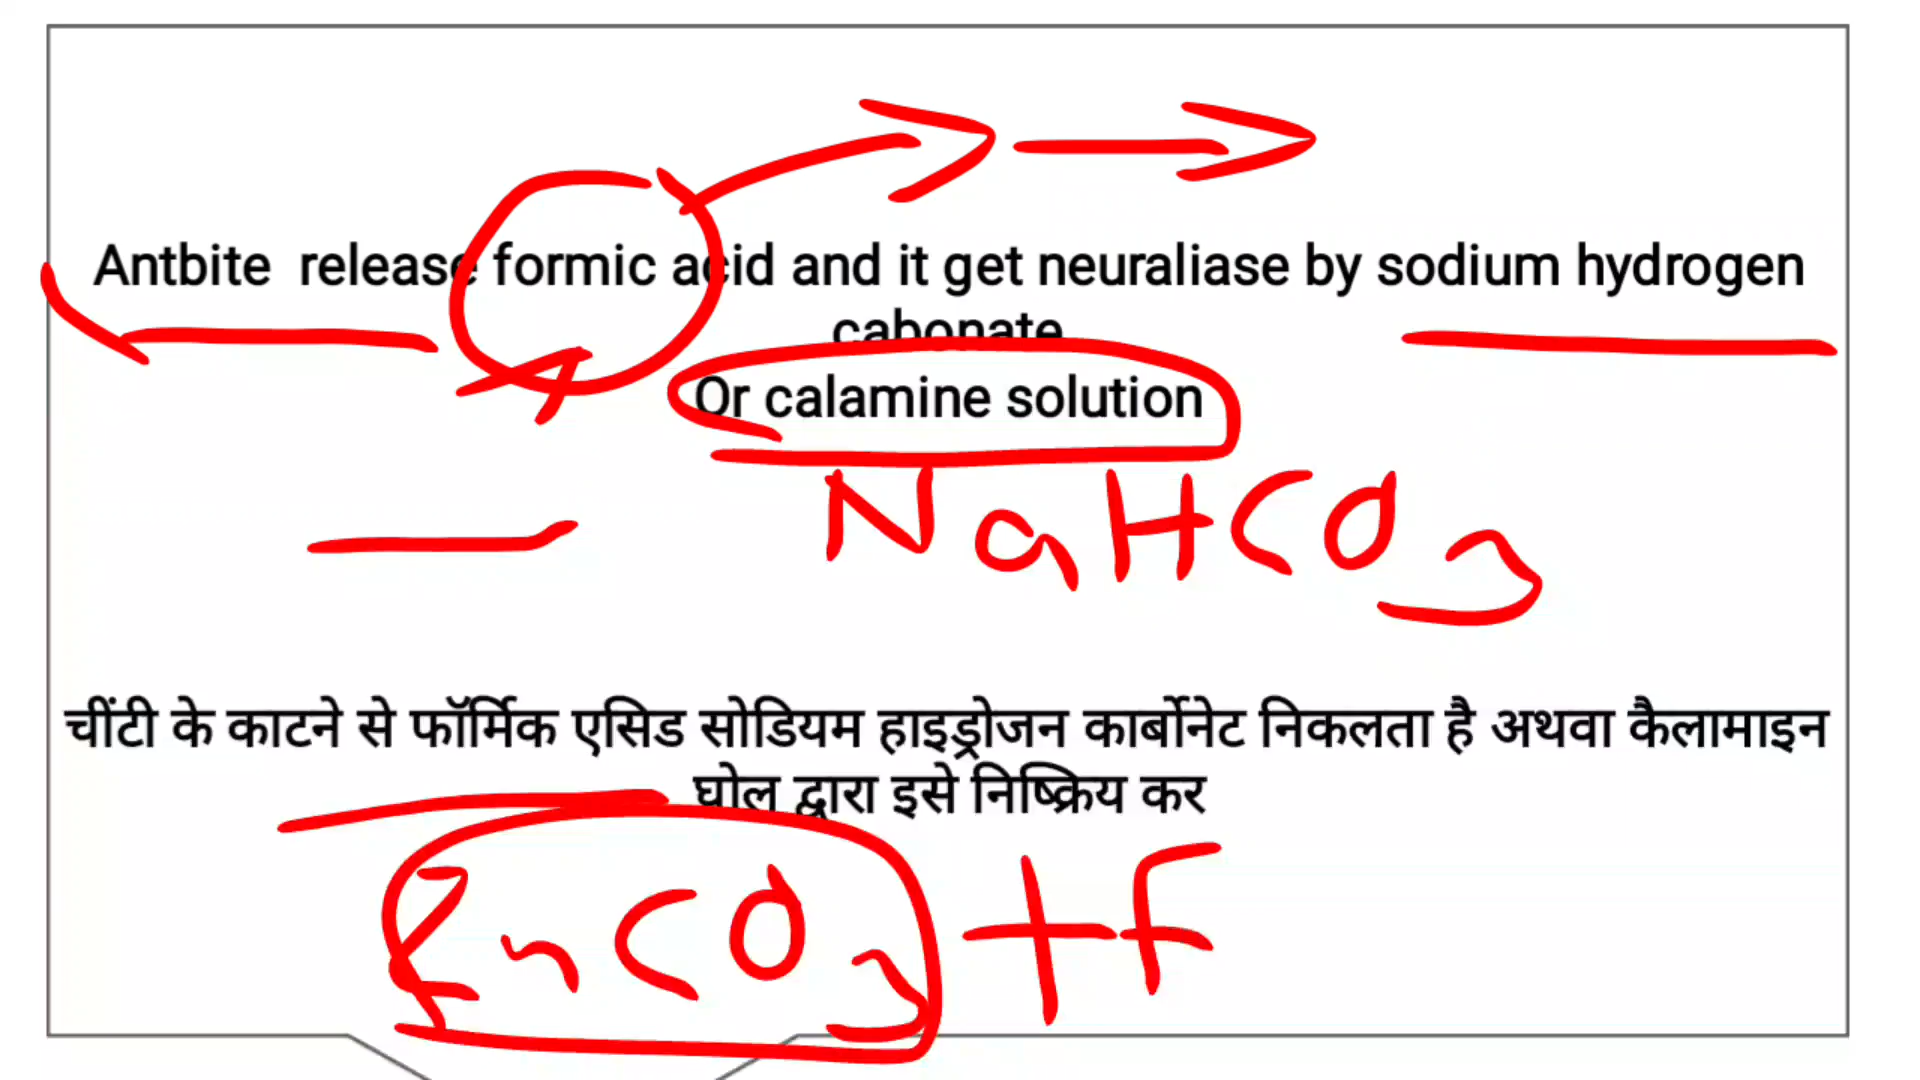 Antbite release formic acid and it get neuraliase by sodium hydrogen
cabonate
Or calamine solution
NaHCO3
चींटी के काटने से फॉर्मिक एसिड सोडियम हाइड्रोजन कार्बोनेट निकलता है अथवा कैलामाइन
घोल द्वारा इसे निष्क्रिय कर
ZnCO3 + F